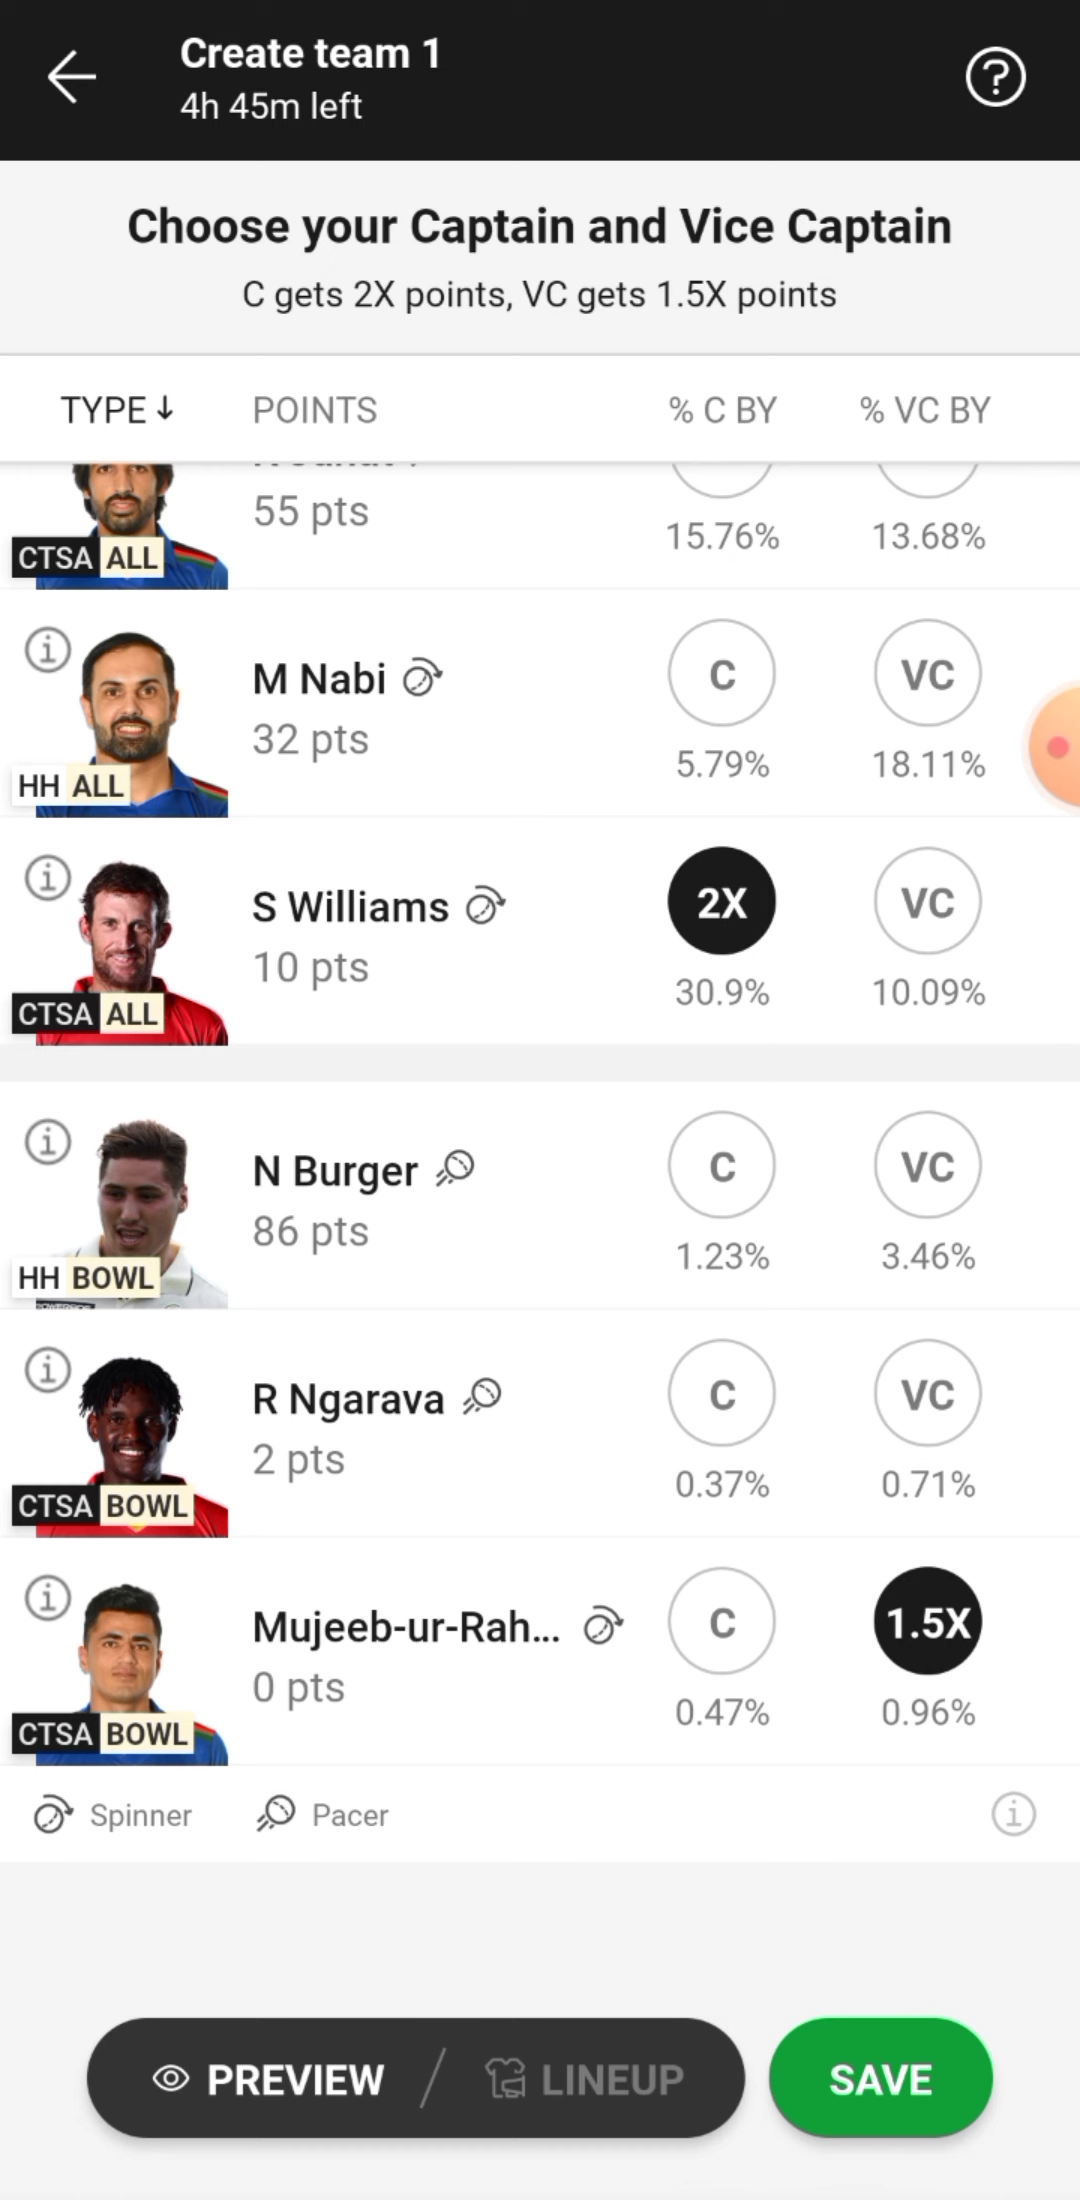 Create team 1
4h 45m left
Choose your Captain and Vice Captain
C gets 2X points, VC gets 1.5X points
TYPE↓ POINTS % C BY % VC BY
55 pts 15.76% 13.68%
CTSA ALL
M Nabi C VC
32 pts 5.79% 18.11%
HH ALL
S Williams 2X VC
10 pts 30.9% 10.09%
CTSA ALL
N Burger C VC
86 pts 1.23% 3.46%
HH BOWL
R Ngarava C VC
2 pts 0.37% 0.71%
CTSA BOWL
Mujeeb-ur-Rah... C 1.5X
0 pts 0.47% 0.96%
CTSA BOWL
Spinner Pacer
PREVIEW / LINEUP SAVE